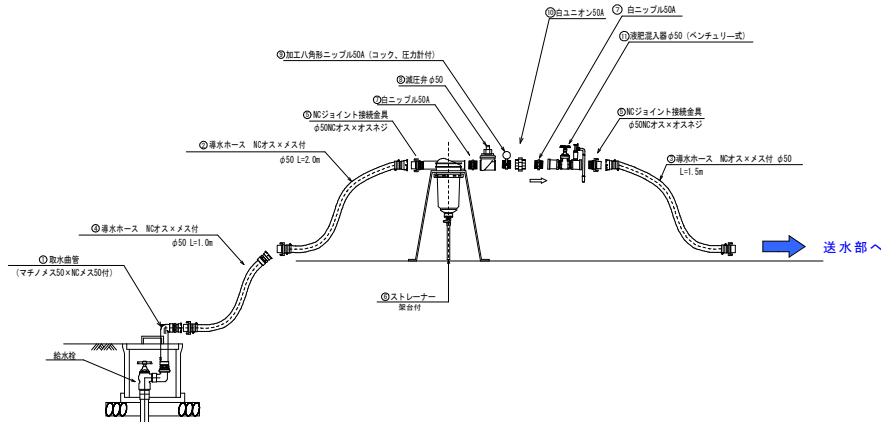 ⑩白ユニオン50A
⑦ 白ニップル50A
⑪液肥混入器φ50（ベンチュリー式）
⑨加工八角形ニップル50A（コック、圧力計付）
⑧減圧弁φ50
⑦白ニップル50A
⑤NCジョイント接続金具
φ50NCオス×オスネジ
⑤NCジョイント接続金具
φ50NCオス×オスネジ
②導水ホース　NCオス×メス付
φ50 L=2.0m
③導水ホース　NCオス×メス付 φ50
L=1.5m
④導水ホース　NCオス×メス付
φ50 L=1.0m
送水部へ
①取水曲管
（マチノメス50×NCメス50付）
⑥ストレーナー
架台付
給水栓